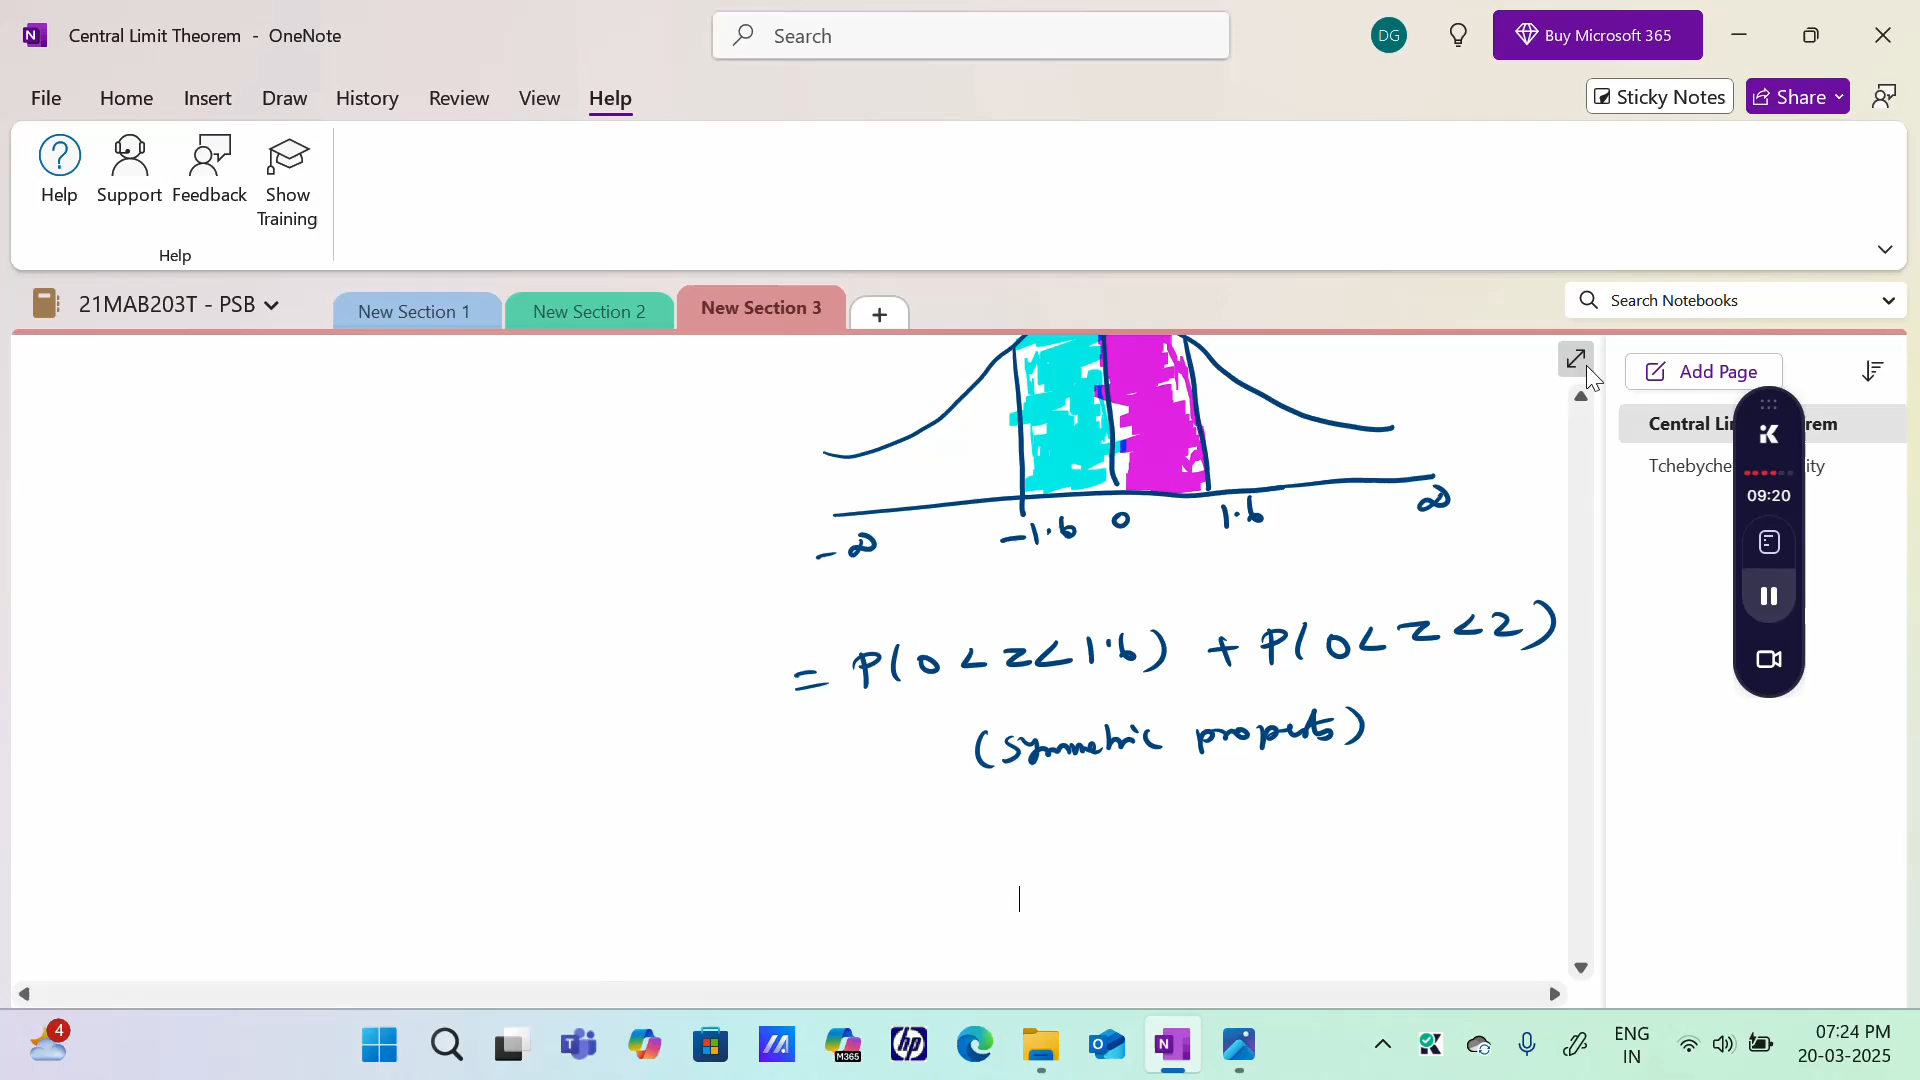 Central Limit Theorem - OneNote
Search
DG
Buy Microsoft 365
File Home Insert Draw History Review View Help
Sticky Notes
Share
Help
Support
Feedback
Show Training
Help
21MAB203T - PSB
New Section 1
New Section 2
New Section 3
+
Search Notebooks
Add Page
Central Li rem
Tchebyche ity
09:20
-∞ -1.6 0 1.6 ∞
= P(0 < z < 1.6) + P(0 < z < 2)
(symmetric
4
M365
ENG
IN
07:24 PM
20-03-2025